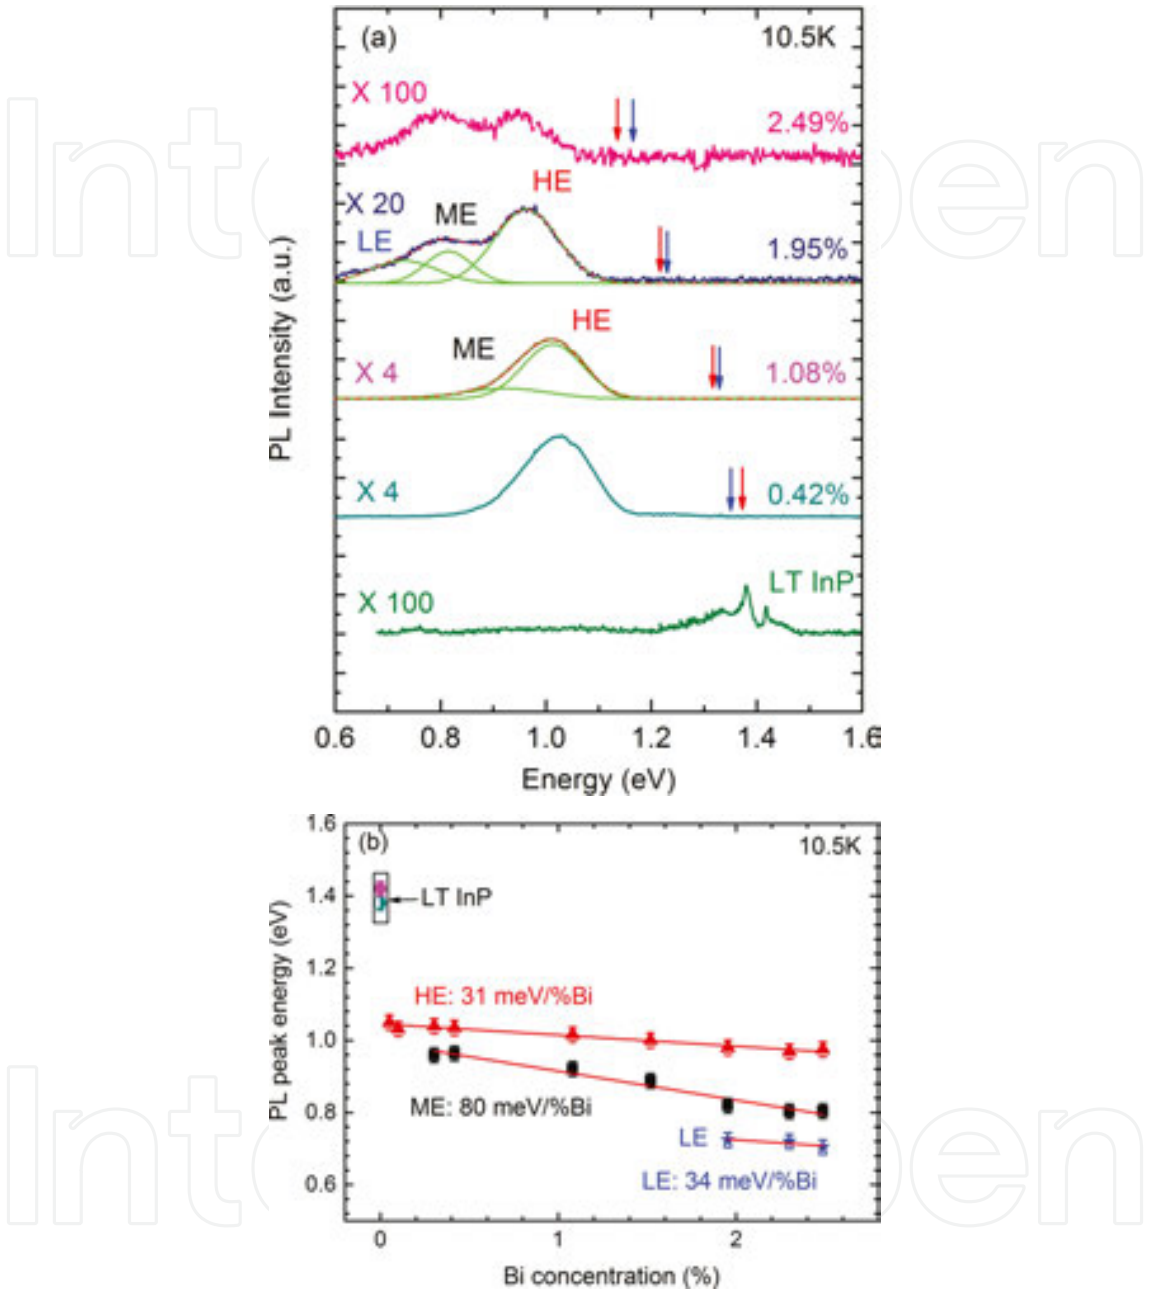 (a) 10.5K
X 100 2.49%
HE
X 20 ME
LE 1.95%
HE
ME
X 4 1.08%
X 4 0.42%
LT InP
X 100
PL Intensity (a.u.)
0.6 0.8 1.0 1.2 1.4 1.6
Energy (eV)
1.6
(b) 10.5K
1.4 LT InP
1.2
HE: 31 meV/%Bi
1.0
ME: 80 meV/%Bi
0.8
LE
LE: 34 meV/%Bi
0.6
PL peak energy (eV)
0 1 2
Bi concentration (%)